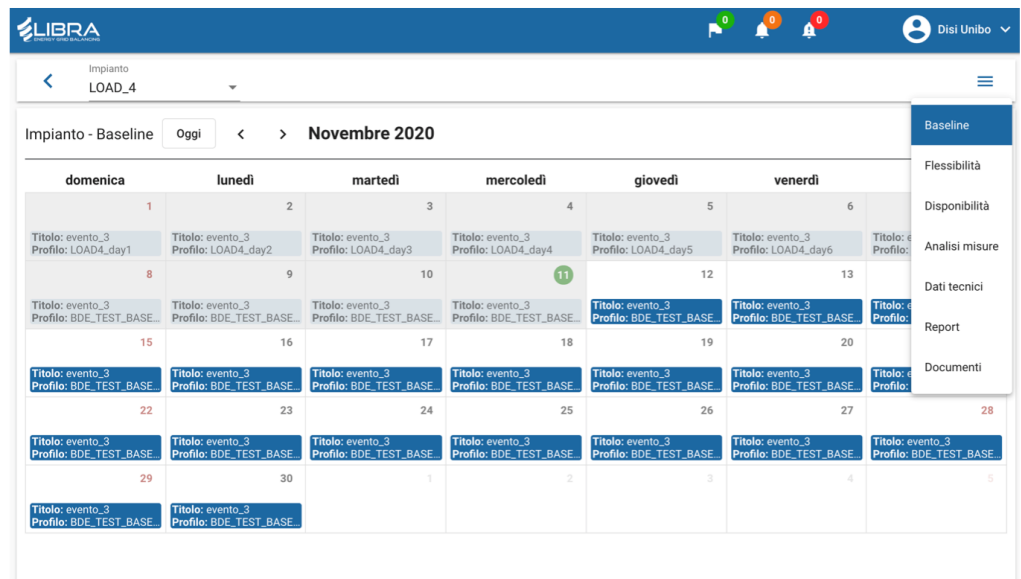 LIBRA
ENERGY GRID BALANCING
0 0 0 Disi Unibo
Impianto
LOAD_4
Impianto - Baseline Oggi Novembre 2020
domenica lunedì martedì mercoledì giovedì venerdì
1 2 3 4 5 6
Titolo: evento_3 Titolo: evento_3 Titolo: evento_3 Titolo: evento_3 Titolo: evento_3 Titolo: evento_3 Titolo:
Profilo: LOAD4_day1 Profilo: LOAD4_day2 Profilo: LOAD4_day3 Profilo: LOAD4_day4 Profilo: LOAD4_day5 Profilo: LOAD4_day6 Profilo:
8 9 10 11 12 13
Titolo: evento_3 Titolo: evento_3 Titolo: evento_3 Titolo: evento_3 Titolo: evento_3 Titolo: evento_3 Titolo:
Profilo: BDE_TEST_BASE... Profilo: BDE_TEST_BASE... Profilo: BDE_TEST_BASE... Profilo: BDE_TEST_BASE... Profilo: BDE_TEST_BASE... Profilo: BDE_TEST_BASE... Profilo:
15 16 17 18 19 20
Titolo: evento_3 Titolo: evento_3 Titolo: evento_3 Titolo: evento_3 Titolo: evento_3 Titolo: evento_3 Titolo:
Profilo: BDE_TEST_BASE... Profilo: BDE_TEST_BASE... Profilo: BDE_TEST_BASE... Profilo: BDE_TEST_BASE... Profilo: BDE_TEST_BASE... Profilo: BDE_TEST_BASE... Profilo:
22 23 24 25 26 27 28
Titolo: evento_3 Titolo: evento_3 Titolo: evento_3 Titolo: evento_3 Titolo: evento_3 Titolo: evento_3 Titolo: evento_3
Profilo: BDE_TEST_BASE... Profilo: BDE_TEST_BASE... Profilo: BDE_TEST_BASE... Profilo: BDE_TEST_BASE... Profilo: BDE_TEST_BASE... Profilo: BDE_TEST_BASE... Profilo: BDE_TEST_BASE...
29 30 1 2 3 4 5
Titolo: evento_3 Titolo: evento_3
Profilo: BDE_TEST_BASE... Profilo: BDE_TEST_BASE...
Baseline
Flessibilità
Disponibilità
Analisi misure
Dati tecnici
Report
Documenti